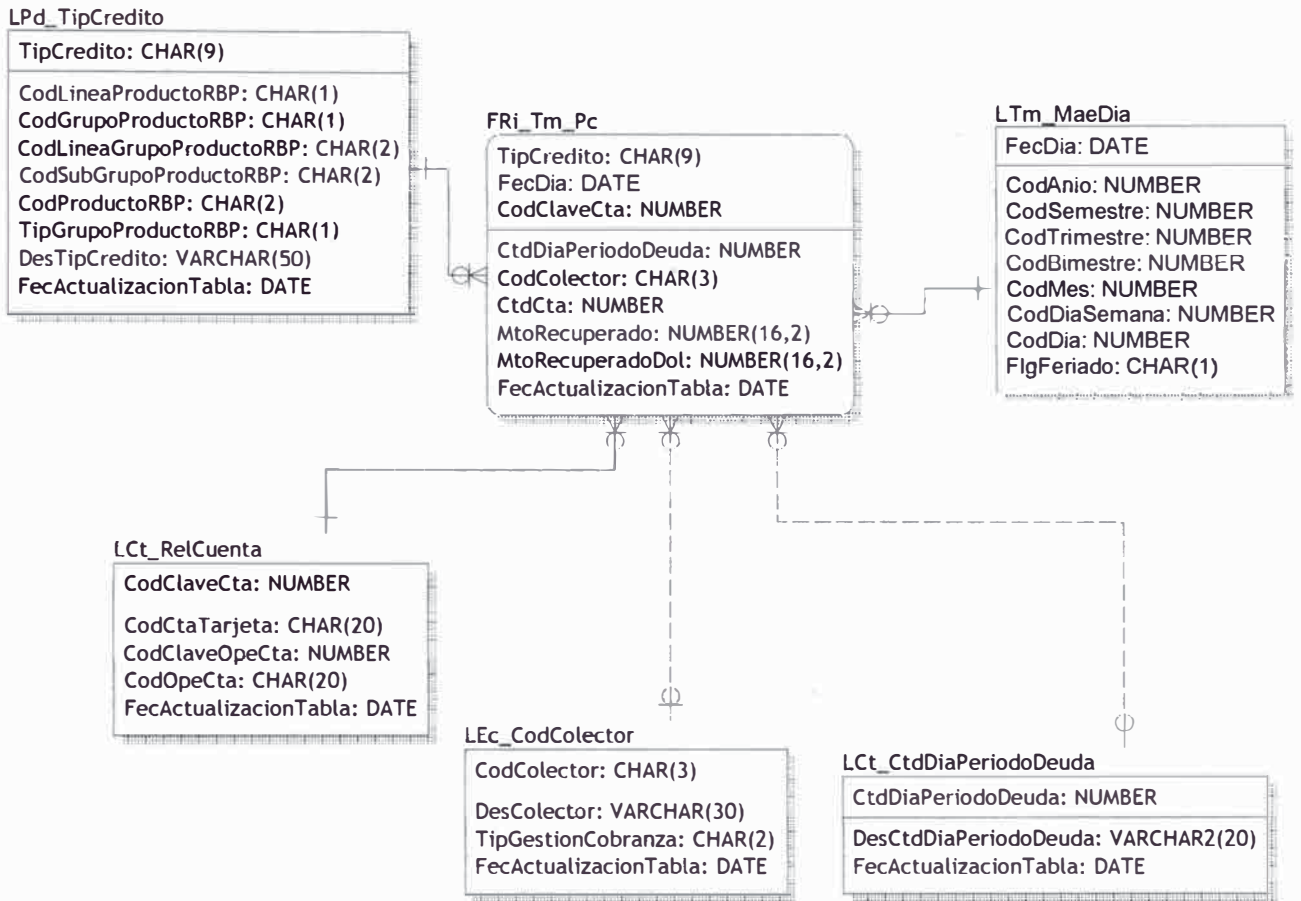 LPd_TipCredito
TipCredito: CHAR(9)
CodLineaProductoRBP: CHAR(1)
CodGrupoProductoRBP: CHAR(1)
CodLineaGrupoProductoRBP: CHAR(2)
CodSubGrupoProductoRBP: CHAR(2)
CodProductoRBP: CHAR(2)
TipGrupoProductoRBP: CHAR(1)
DesTipCredito: VARCHAR(50)
FecActualizacionTabla: DATE
FRi_Tm_Pc
TipCredito: CHAR(9)
FecDia: DATE
CodClaveCta: NUMBER
CtdDiaPeriodoDeuda: NUMBER
CodColector: CHAR(3)
CtdCta: NUMBER
MtoRecuperado: NUMBER(16,2)
MtoRecuperadoDol: NUMBER(16,2)
FecActualizacionTabla: DATE
LTm_MaeDia
FecDia: DATE
CodAnio: NUMBER
CodSemestre: NUMBER
CodTrimestre: NUMBER
CodBimestre: NUMBER
CodMes: NUMBER
CodDiaSemana: NUMBER
CodDia: NUMBER
FlgFeriado: CHAR(1)
LCt_RelCuenta
CodClaveCta: NUMBER
CodCtaTarjeta: CHAR(20)
CodClaveOpeCta: NUMBER
CodOpeCta: CHAR(20)
FecActualizacionTabla: DATE
LEc_CodColector
CodColector: CHAR(3)
DesColector: VARCHAR(30)
TipGestionCobranza: CHAR(2)
FecActualizacionTabla: DATE
LCt_CtdDiaPeriodoDeuda
CtdDiaPeriodoDeuda: NUMBER
DesCtdDiaPeriodoDeuda: VARCHAR2(20)
FecActualizacionTabla: DATE